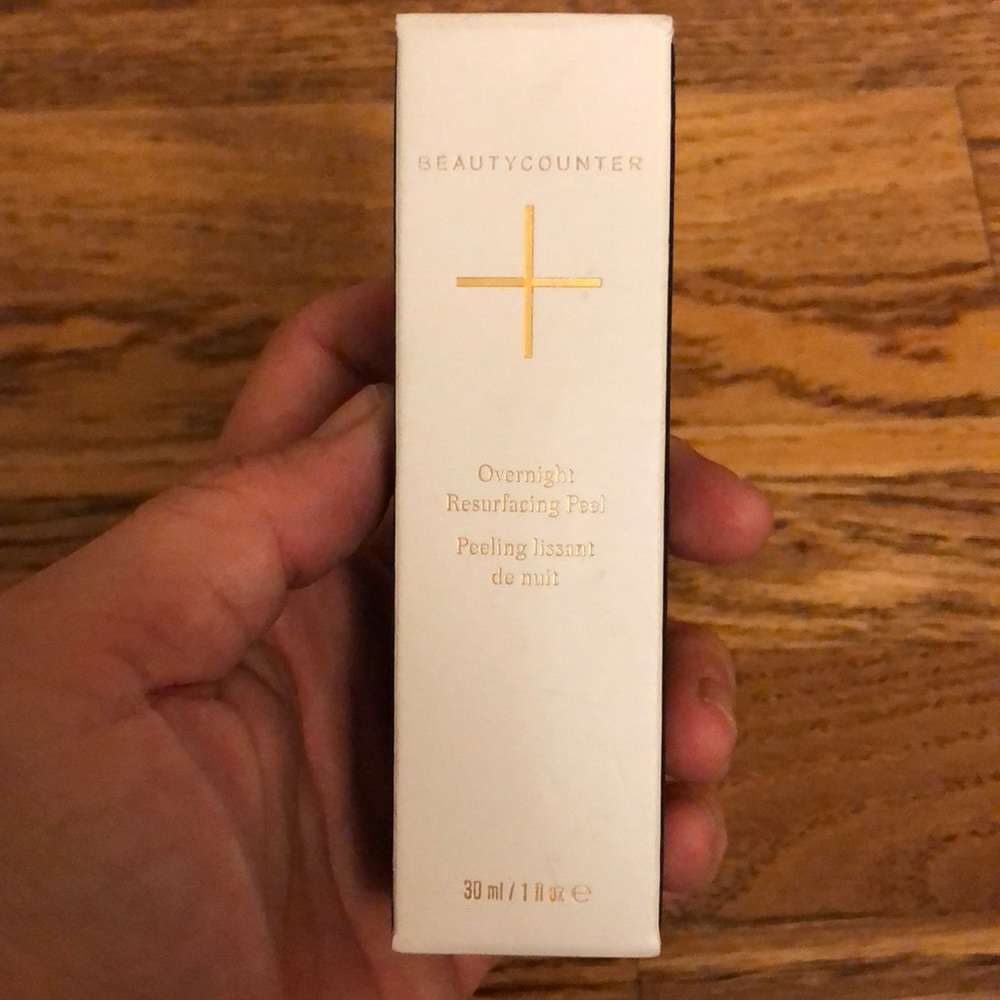 BEAUTYCOUNTER
Overnight
Resurfacing Peel
Peeling lissant
de nuit
30 ml / 1 fl oz ℮